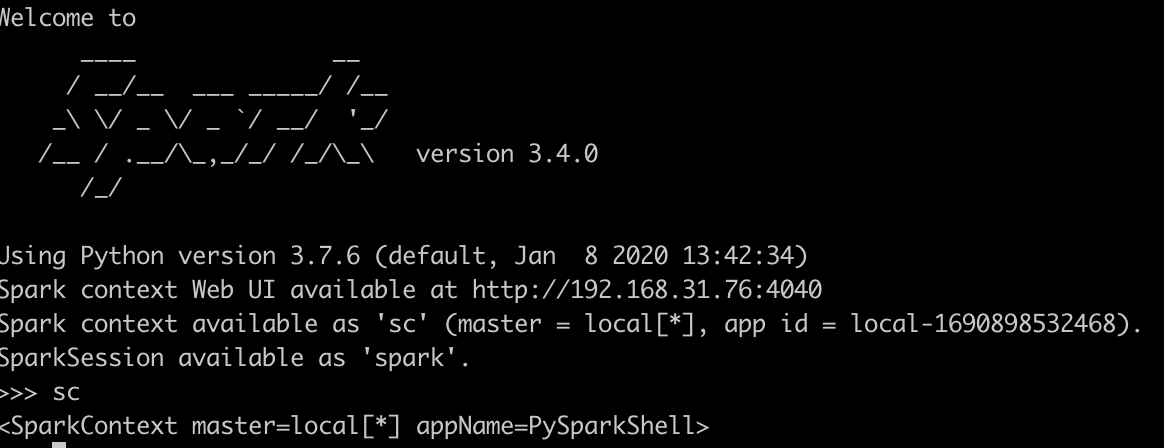 Welcome to
      ____              __
     / __/__  ___ _____/ /__
    _\ \/ _ \/ _ `/ __/  '_/
   /__ / .__/\_,_/_/ /_/\_\   version 3.4.0
      /_/
Using Python version 3.7.6 (default, Jan  8 2020 13:42:34)
Spark context Web UI available at http://192.168.31.76:4040
Spark context available as 'sc' (master = local[*], app id = local-1690898532468).
SparkSession available as 'spark'.
>>> sc
<SparkContext master=local[*] appName=PySparkShell>